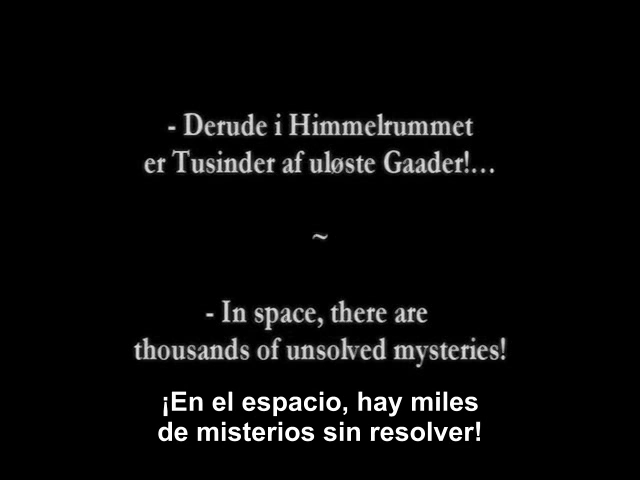 - Derude i Himmelrummet
er Tusinder af uløste Gaader!...
~
- In space, there are
thousands of unsolved mysteries!
¡En el espacio, hay miles
de misterios sin resolver!